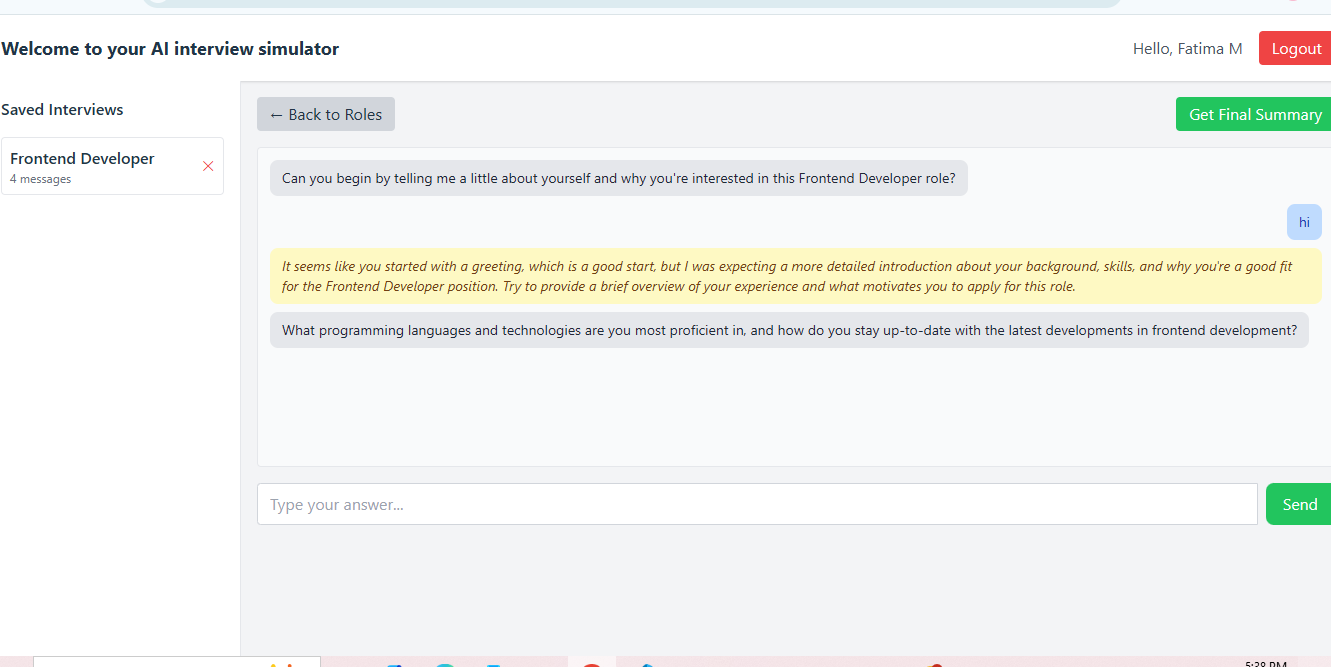 Welcome to your AI interview simulator
Hello, Fatima M
Logout
Saved Interviews
Frontend Developer
4 messages
← Back to Roles
Get Final Summary
Can you begin by telling me a little about yourself and why you're interested in this Frontend Developer role?
hi
It seems like you started with a greeting, which is a good start, but I was expecting a more detailed introduction about your background, skills, and why you're a good fit
for the Frontend Developer position. Try to provide a brief overview of your experience and what motivates you to apply for this role.
What programming languages and technologies are you most proficient in, and how do you stay up-to-date with the latest developments in frontend development?
Type your answer...
Send